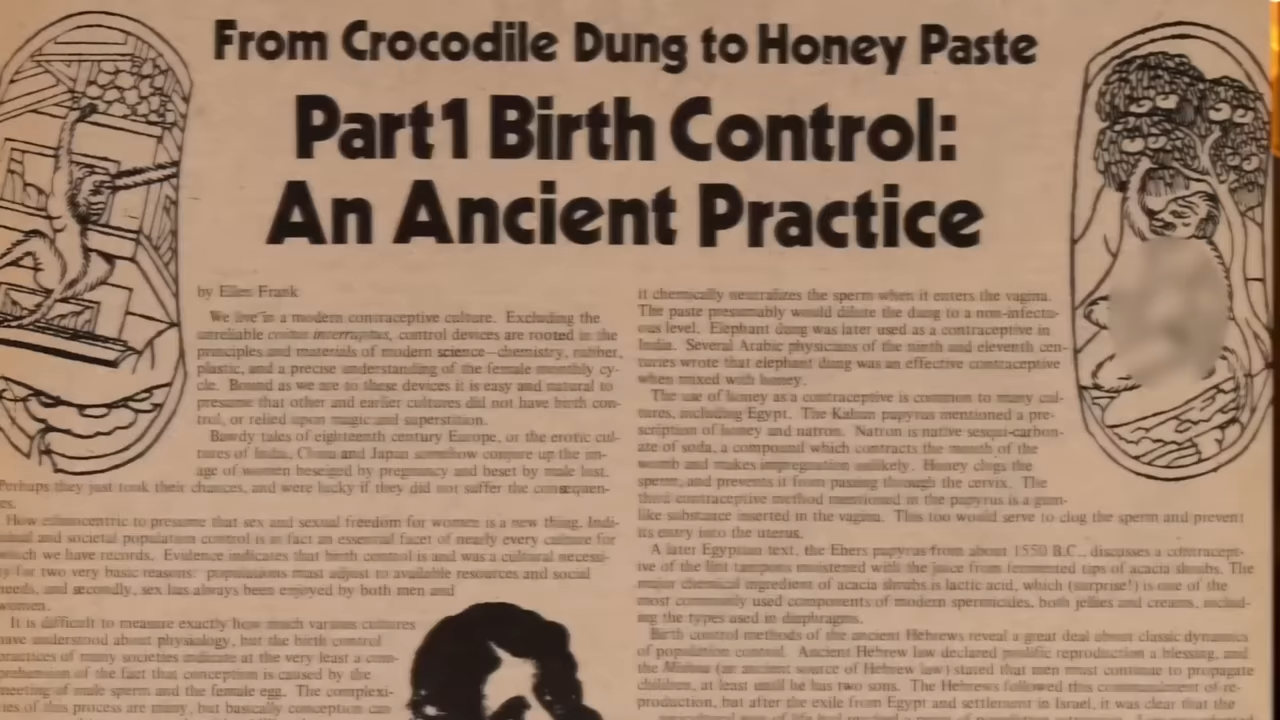 From Crocodile Dung to Honey Paste
Part 1 Birth Control:
An Ancient Practice
by Ellen Frank
We live in a modern contraceptive culture. Excluding the
unreliable coitus interruptus, control devices are rooted in the
principles and materials of modern science—chemistry, rubber,
plastic, and a precise understanding of the female monthly cy-
cle. Bound as we are to these devices it is easy and natural to
presume that other and earlier cultures did not have birth con-
trol, or relied upon magic and superstition.
Bawdy tales of eighteenth century Europe, or the erotic cul-
tures of India, China and Japan somehow conjure up the im-
age of women beseiged by pregnancy and beset by male lust.
Perhaps they just took their chances, and were lucky if they did not suffer the consequen-
es.
How ethnocentric to presume that sex and sexual freedom for women is a new thing. Indi-
and societal population control is in fact an essential facet of nearly every culture for
which we have records. Evidence indicates that birth control is and was a cultural necessi-
y for two very basic reasons: populations must adjust to available resources and social
needs, and secondly, sex has always been enjoyed by both men and
women.
It is difficult to measure exactly how much various cultures
have understood about physiology, but the birth control
practices of many societies indicate at the very least a com-
prehension of the fact that conception is caused by the
meeting of male sperm and the female egg. The complexi-
ies of this process are many, but basically conception can
it chemically neutralizes the sperm when it enters the vagina.
The paste presumably would dilute the dung to a non-infecti-
ous level. Elephant dung was later used as a contraceptive in
India. Several Arabic physicians of the ninth and eleventh cen-
turies wrote that elephant dung was an effective contraceptive
when mixed with honey.
The use of honey as a contraceptive is common to many cul-
tures, including Egypt. The Kahun papyrus mentioned a pre-
scription of honey and natron. Natron is native sesqui-carbon-
ate of soda, a compound which contracts the mouth of the
womb and makes impregnation unlikely. Honey clogs the
sperm, and prevents it from passing through the cervix. The
third contraceptive method mentioned in the papyrus is a gum-
like substance inserted in the vagina. This too would serve to clog the sperm and prevent
its entry into the uterus.
A later Egyptian text, the Ebers papyrus from about 1550 B.C., discusses a contracept-
ive of the lint tampons moistened with the juice from fermented tips of acacia shrubs. The
major chemical ingredient of acacia shrubs is lactic acid, which (surprise!) is one of the
most commonly used components of modern spermicides, both jellies and creams, includ-
ing the types used in diaphragms.
Birth control methods of the ancient Hebrews reveal a great deal about classic dynamics
of population control. Ancient Hebrew law declared prolific reproduction a blessing, and
the Mishna (an ancient source of Hebrew law) stated that men must continue to propagate
children, at least until he has two sons. The Hebrews followed this commandment of re-
production, but after the exile from Egypt and settlement in Israel, it was clear that the